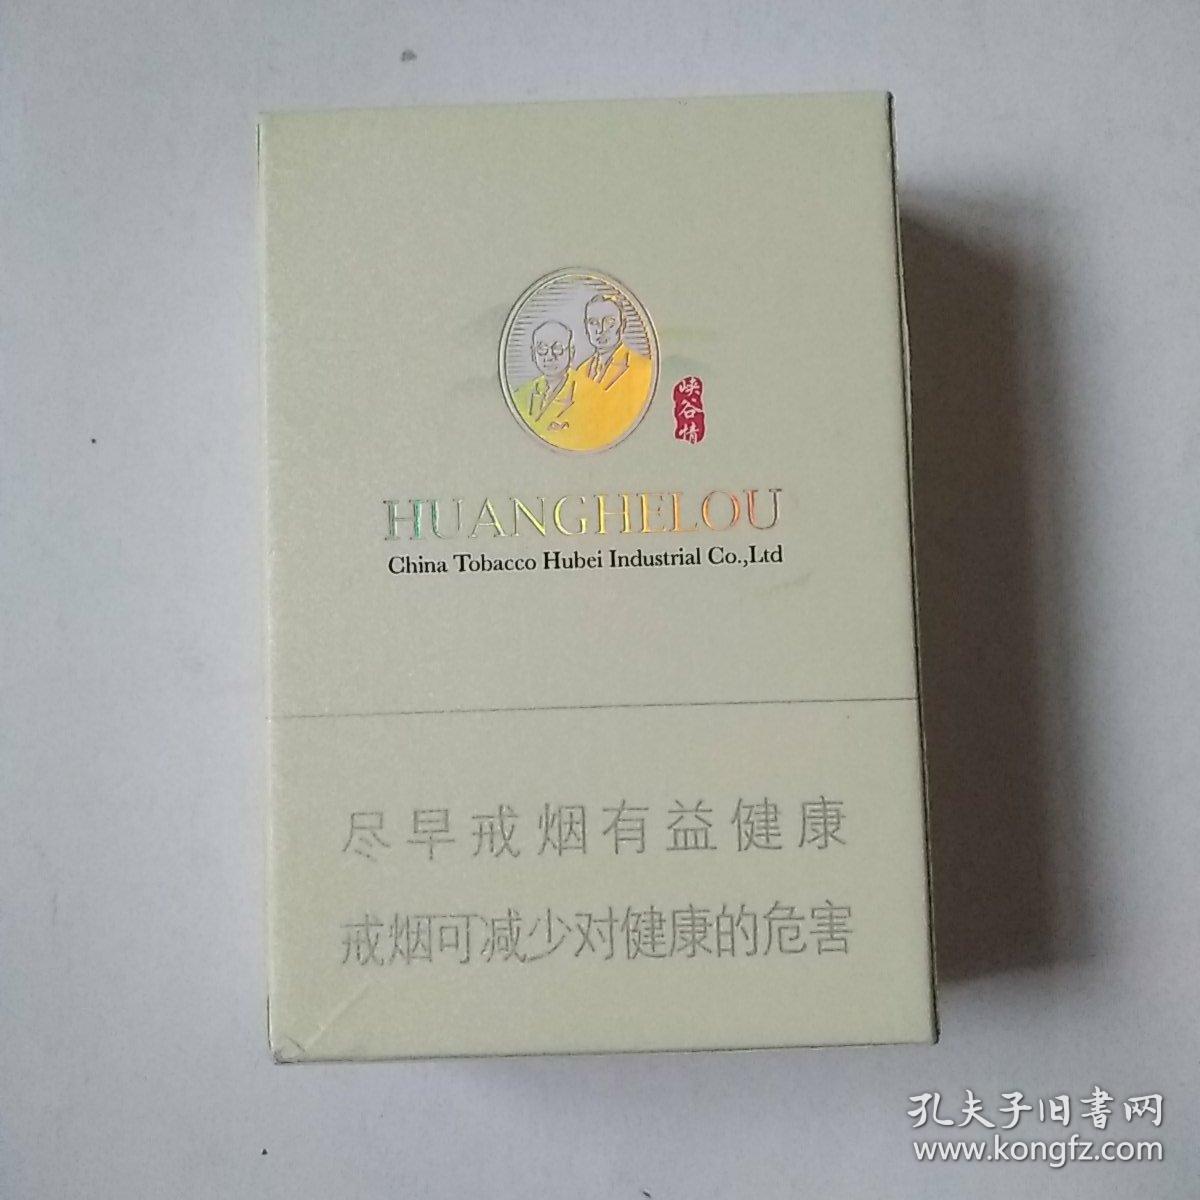 峡谷情
HUANGHELOU
China Tobacco Hubei Industrial Co.,Ltd
尽早戒烟有益健康
戒烟可减少对健康的危害
孔夫子旧書网
www.kongfz.com